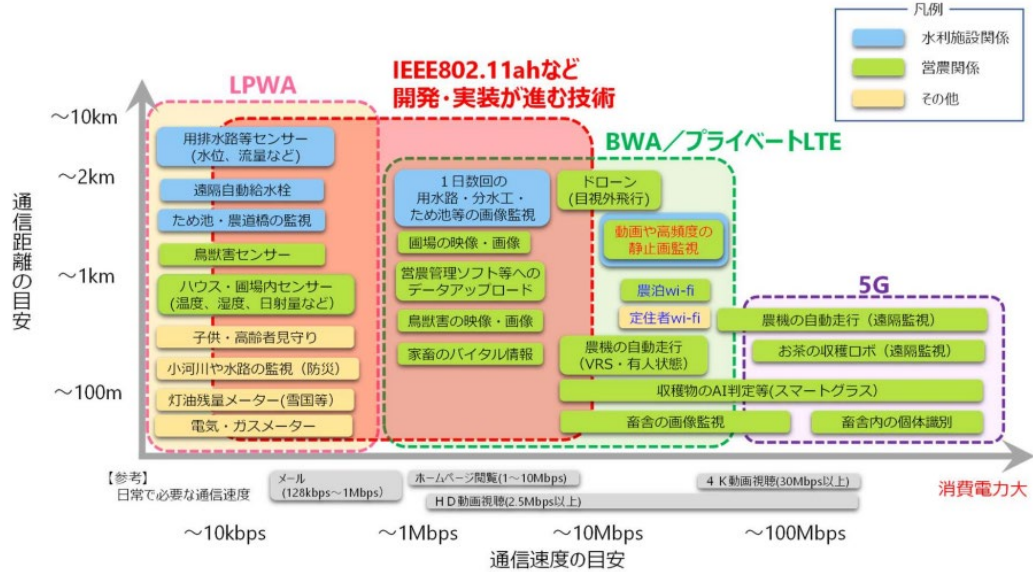 凡例
水利施設関係
営農関係
その他
LPWA
IEEE802.11ahなど
開発・実装が進む技術
BWA／プライベートLTE
5G
通信距離の目安
～10km
～2km
～1km
～100m
用排水路等センサー
(水位、流量など)
遠隔自動給水栓
ため池・農道橋の監視
鳥獣害センサー
ハウス・圃場内センサー
(温度、湿度、日射量など)
子供・高齢者見守り
小河川や水路の監視（防災）
灯油残量メーター(雪国等)
電気・ガスメーター
１日数回の
用水路・分水工・
ため池等の画像監視
圃場の映像・画像
営農管理ソフト等への
データアップロード
鳥獣害の映像・画像
家畜のバイタル情報
ドローン
(目視外飛行)
動画や高頻度の
静止画監視
農泊wi-fi
定住者wi-fi
農機の自動走行
（VRS・有人状態）
農機の自動走行（遠隔監視）
お茶の収穫ロボ（遠隔監視）
収穫物のAI判定等(スマートグラス)
畜舎の画像監視
畜舎内の個体識別
【参考】
日常で必要な通信速度
メール
(128kbps～1Mbps)
ホームページ閲覧(1～10Mbps)
ＨＤ動画視聴(2.5Mbps以上)
４Ｋ動画視聴(30Mbps以上)
消費電力大
～10kbps
～1Mbps
～10Mbps
～100Mbps
通信速度の目安